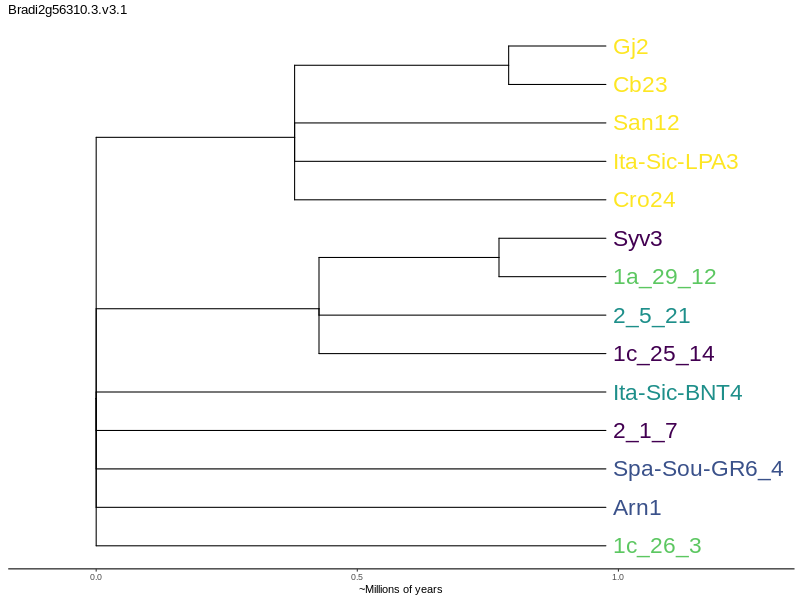 Bradi2g56310.3.v3.1
Gj2
Cb23
San12
Ita-Sic-LPA3
Cro24
Syv3
1a_29_12
2_5_21
1c_25_14
Ita-Sic-BNT4
2_1_7
Spa-Sou-GR6_4
Arn1
1c_26_3
0.0 0.5 1.0
~Millions of years